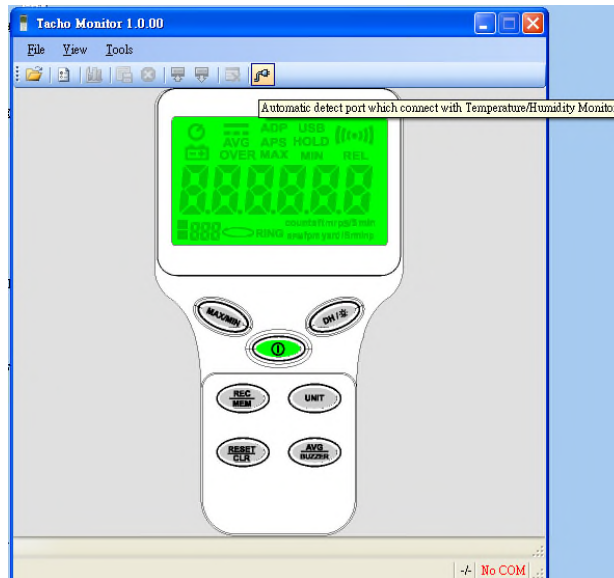 Tacho Monitor 1.0.00
File View Tools
Automatic detect port which connect with Temperature/Humidity Monito
ADP USB
AVG APS HOLD ((•))
OVER MAX MIN REL
888888
888 RING
MAX/MIN
DH /
REC
MEM
UNIT
RESET
CLR
AVG
BUZZER
-/- No COM